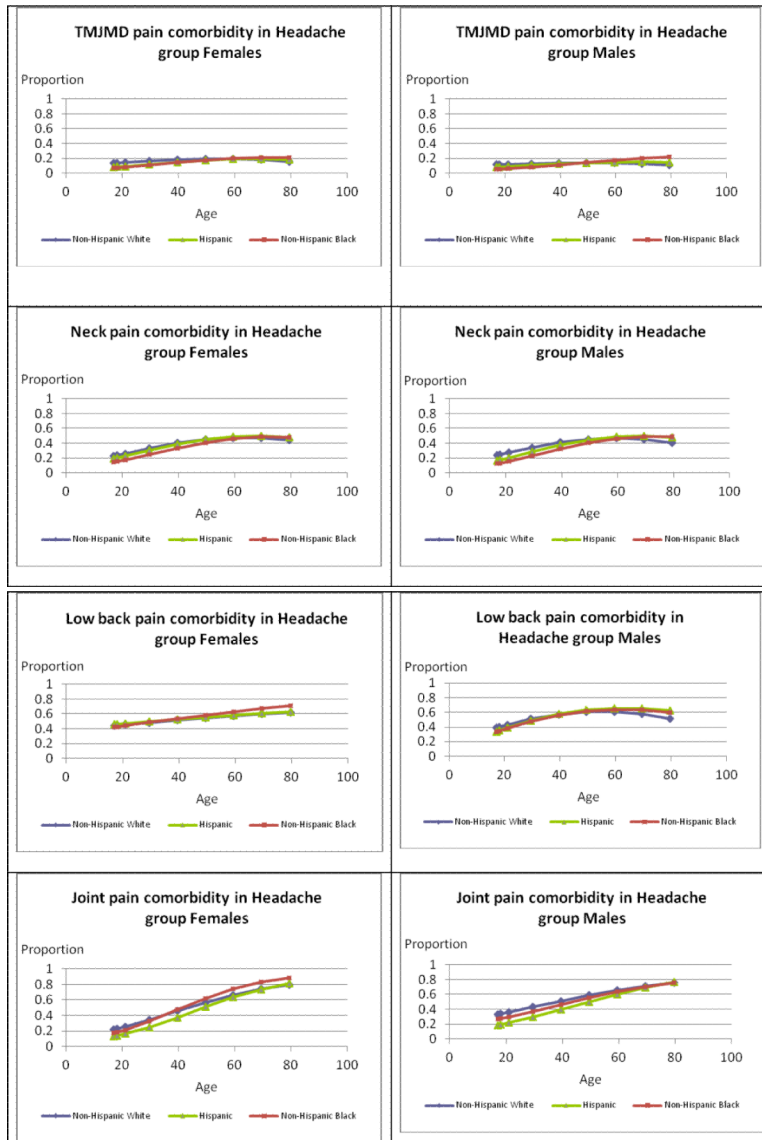 TMJMD pain comorbidity in Headache
group Females
Proportion
1
0.8
0.6
0.4
0.2
0
0 20 40 60 80 100
Age
Non-Hispanic White Hispanic Non-Hispanic Black
TMJMD pain comorbidity in Headache
group Males
Proportion
1
0.8
0.6
0.4
0.2
0
0 20 40 60 80 100
Age
Non-Hispanic White Hispanic Non-Hispanic Black
Neck pain comorbidity in Headache
group Females
Proportion
1
0.8
0.6
0.4
0.2
0
0 20 40 60 80 100
Age
Non-Hispanic White Hispanic Non-Hispanic Black
Neck pain comorbidity in Headache
group Males
Proportion
1
0.8
0.6
0.4
0.2
0
0 20 40 60 80 100
Age
Non-Hispanic White Hispanic Non-Hispanic Black
Low back pain comorbidity in Headache
group Females
Proportion
1
0.8
0.6
0.4
0.2
0
0 20 40 60 80 100
Age
Non-Hispanic White Hispanic Non-Hispanic Black
Low back pain comorbidity in
Headache group Males
Proportion
1
0.8
0.6
0.4
0.2
0
0 20 40 60 80 100
Age
Non-Hispanic White Hispanic Non-Hispanic Black
Joint pain comorbidity in Headache
group Females
Proportion
1
0.8
0.6
0.4
0.2
0
0 20 40 60 80 100
Age
Non-Hispanic White Hispanic Non-Hispanic Black
Joint pain comorbidity in Headache
group Males
Proportion
1
0.8
0.6
0.4
0.2
0
0 20 40 60 80 100
Age
Non-Hispanic White Hispanic Non-Hispanic Black